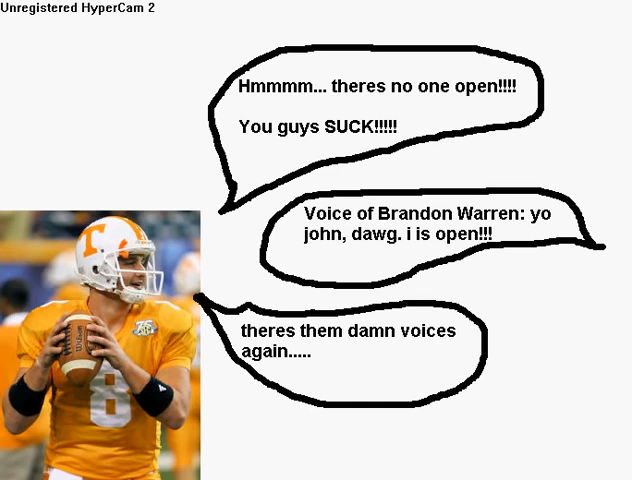 Unregistered HyperCam 2
Hmmmm... theres no one open!!!!
You guys SUCK!!!!!
Voice of Brandon Warren: yo
john, dawg. i is open!!!
theres them damn voices
again.....
T
Wilson
8